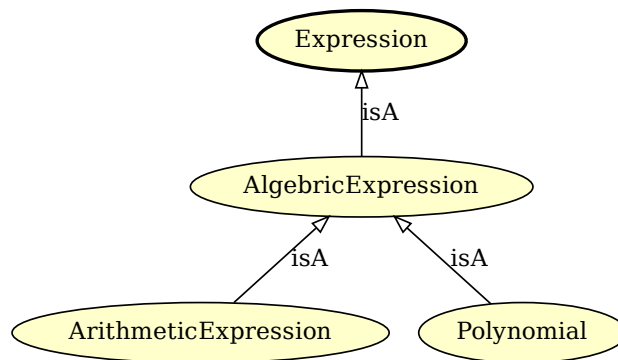 Expression
isA
AlgebricExpression
isA
isA
ArithmeticExpression
Polynomial